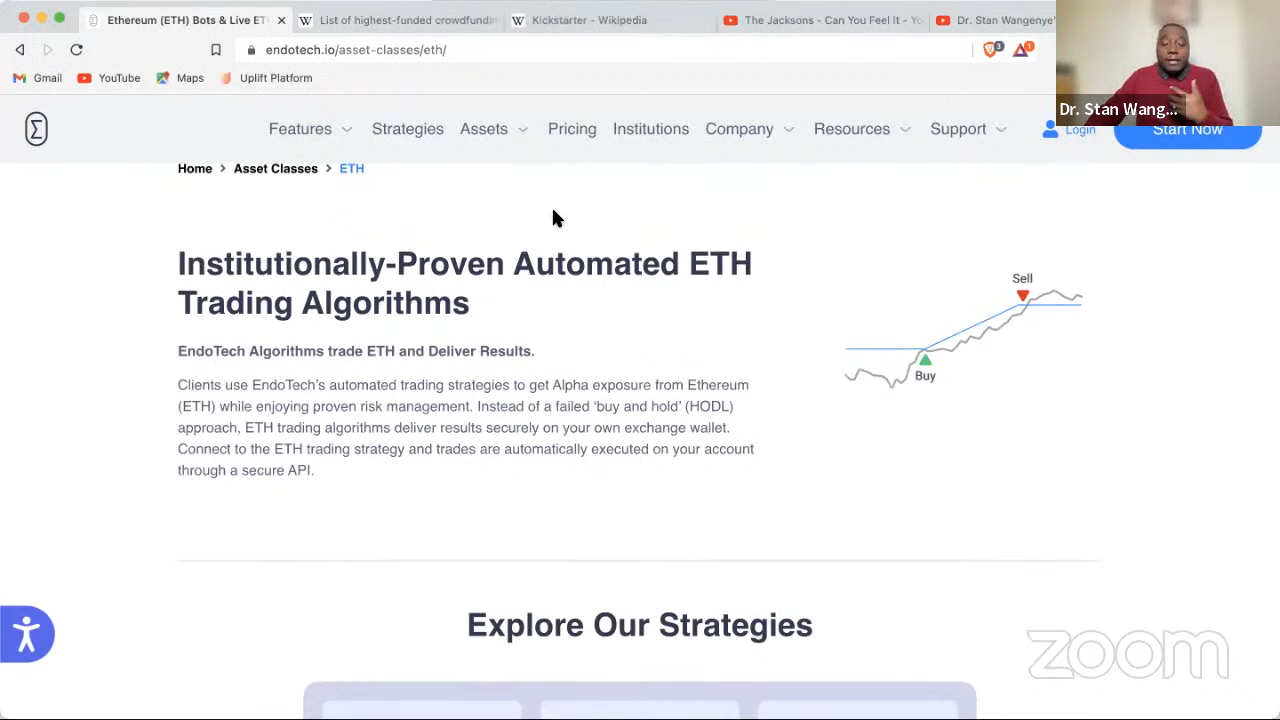 Ethereum (ETH) Bots & Live ET
List of highest-funded crowdfundin
Kickstarter - Wikipedia
The Jacksons - Can You Feel It - Yo
Dr. Stan Wangenye'
endotech.io/asset-classes/eth/
3
1
Gmail
YouTube
Maps
Uplift Platform
Dr. Stan Wang...
Features
Strategies
Assets
Pricing
Institutions
Company
Resources
Support
Login
Start Now
Home > Asset Classes > ETH
Institutionally-Proven Automated ETH
Trading Algorithms
EndoTech Algorithms trade ETH and Deliver Results.
Clients use EndoTech's automated trading strategies to get Alpha exposure from Ethereum
(ETH) while enjoying proven risk management. Instead of a failed 'buy and hold' (HODL)
approach, ETH trading algorithms deliver results securely on your own exchange wallet.
Connect to the ETH trading strategy and trades are automatically executed on your account
through a secure API.
Sell
Buy
Explore Our Strategies
zoom